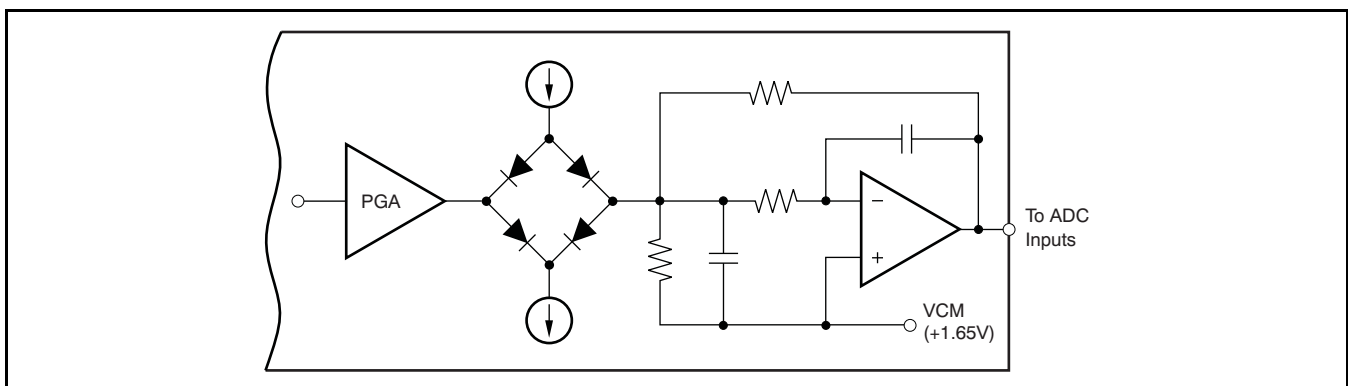 PGA
−
+
To ADC
Inputs
VCM
(+1.65V)